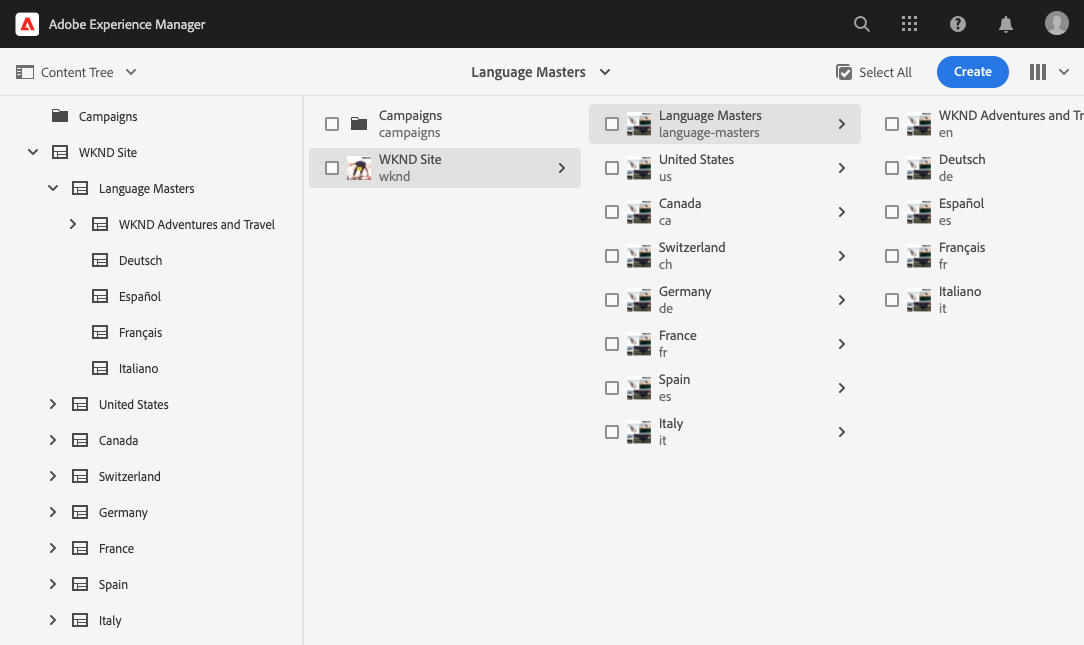 Adobe Experience Manager
Content Tree
Language Masters
Select All
Create
Campaigns
WKND Site
Language Masters
WKND Adventures and Travel
Deutsch
Español
Français
Italiano
United States
Canada
Switzerland
Germany
France
Spain
Italy
Campaigns
campaigns
WKND Site
wknd
Language Masters
language-masters
United States
us
Canada
ca
Switzerland
ch
Germany
de
France
fr
Spain
es
Italy
it
WKND Adventures and Tr
en
Deutsch
de
Español
es
Français
fr
Italiano
it